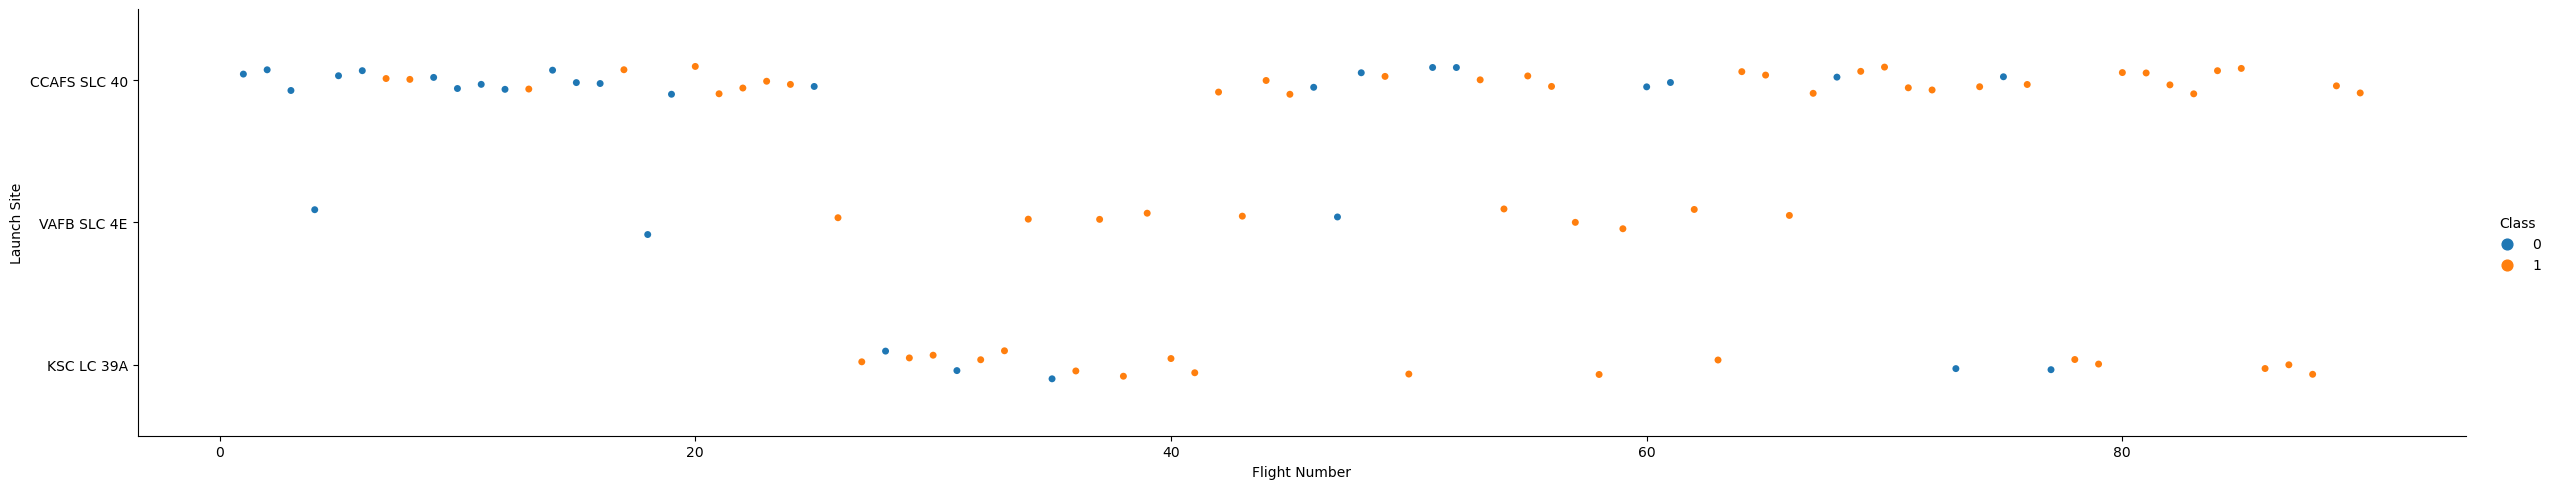 CCAFS SLC 40
VAFB SLC 4E
KSC LC 39A
Launch Site
0 20 40 60 80
Flight Number
Class
0
1